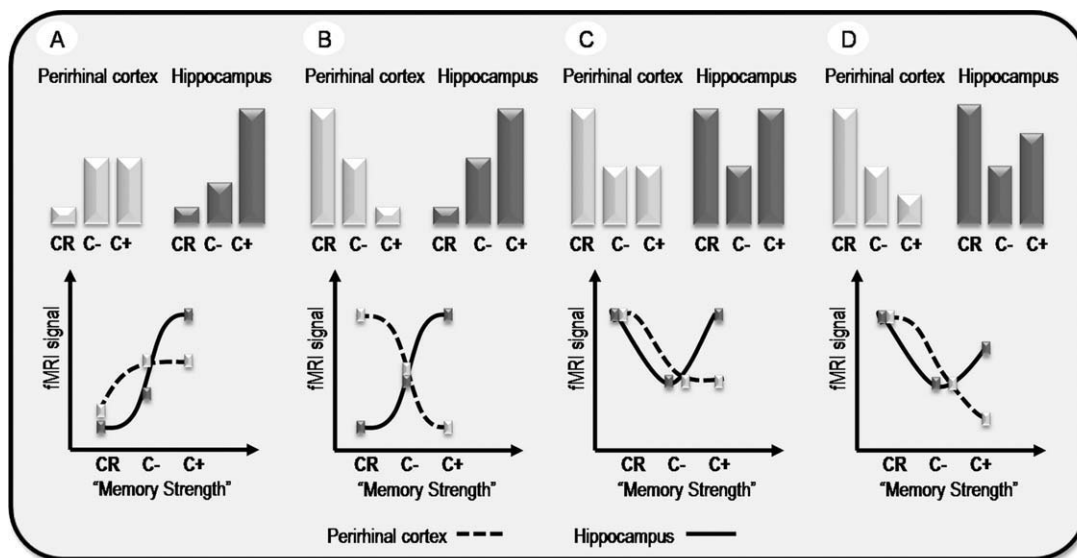 A B C D
Perirhinal cortex Hippocampus Perirhinal cortex Hippocampus Perirhinal cortex Hippocampus Perirhinal cortex Hippocampus
CR C- C+ CR C- C+ CR C- C+ CR C- C+ CR C- C+ CR C- C+ CR C- C+ CR C- C+
fMRI signal fMRI signal fMRI signal fMRI signal
CR C- C+ CR C- C+ CR C- C+ CR C- C+
"Memory Strength" "Memory Strength" "Memory Strength" "Memory Strength"
Perirhinal cortex Hippocampus